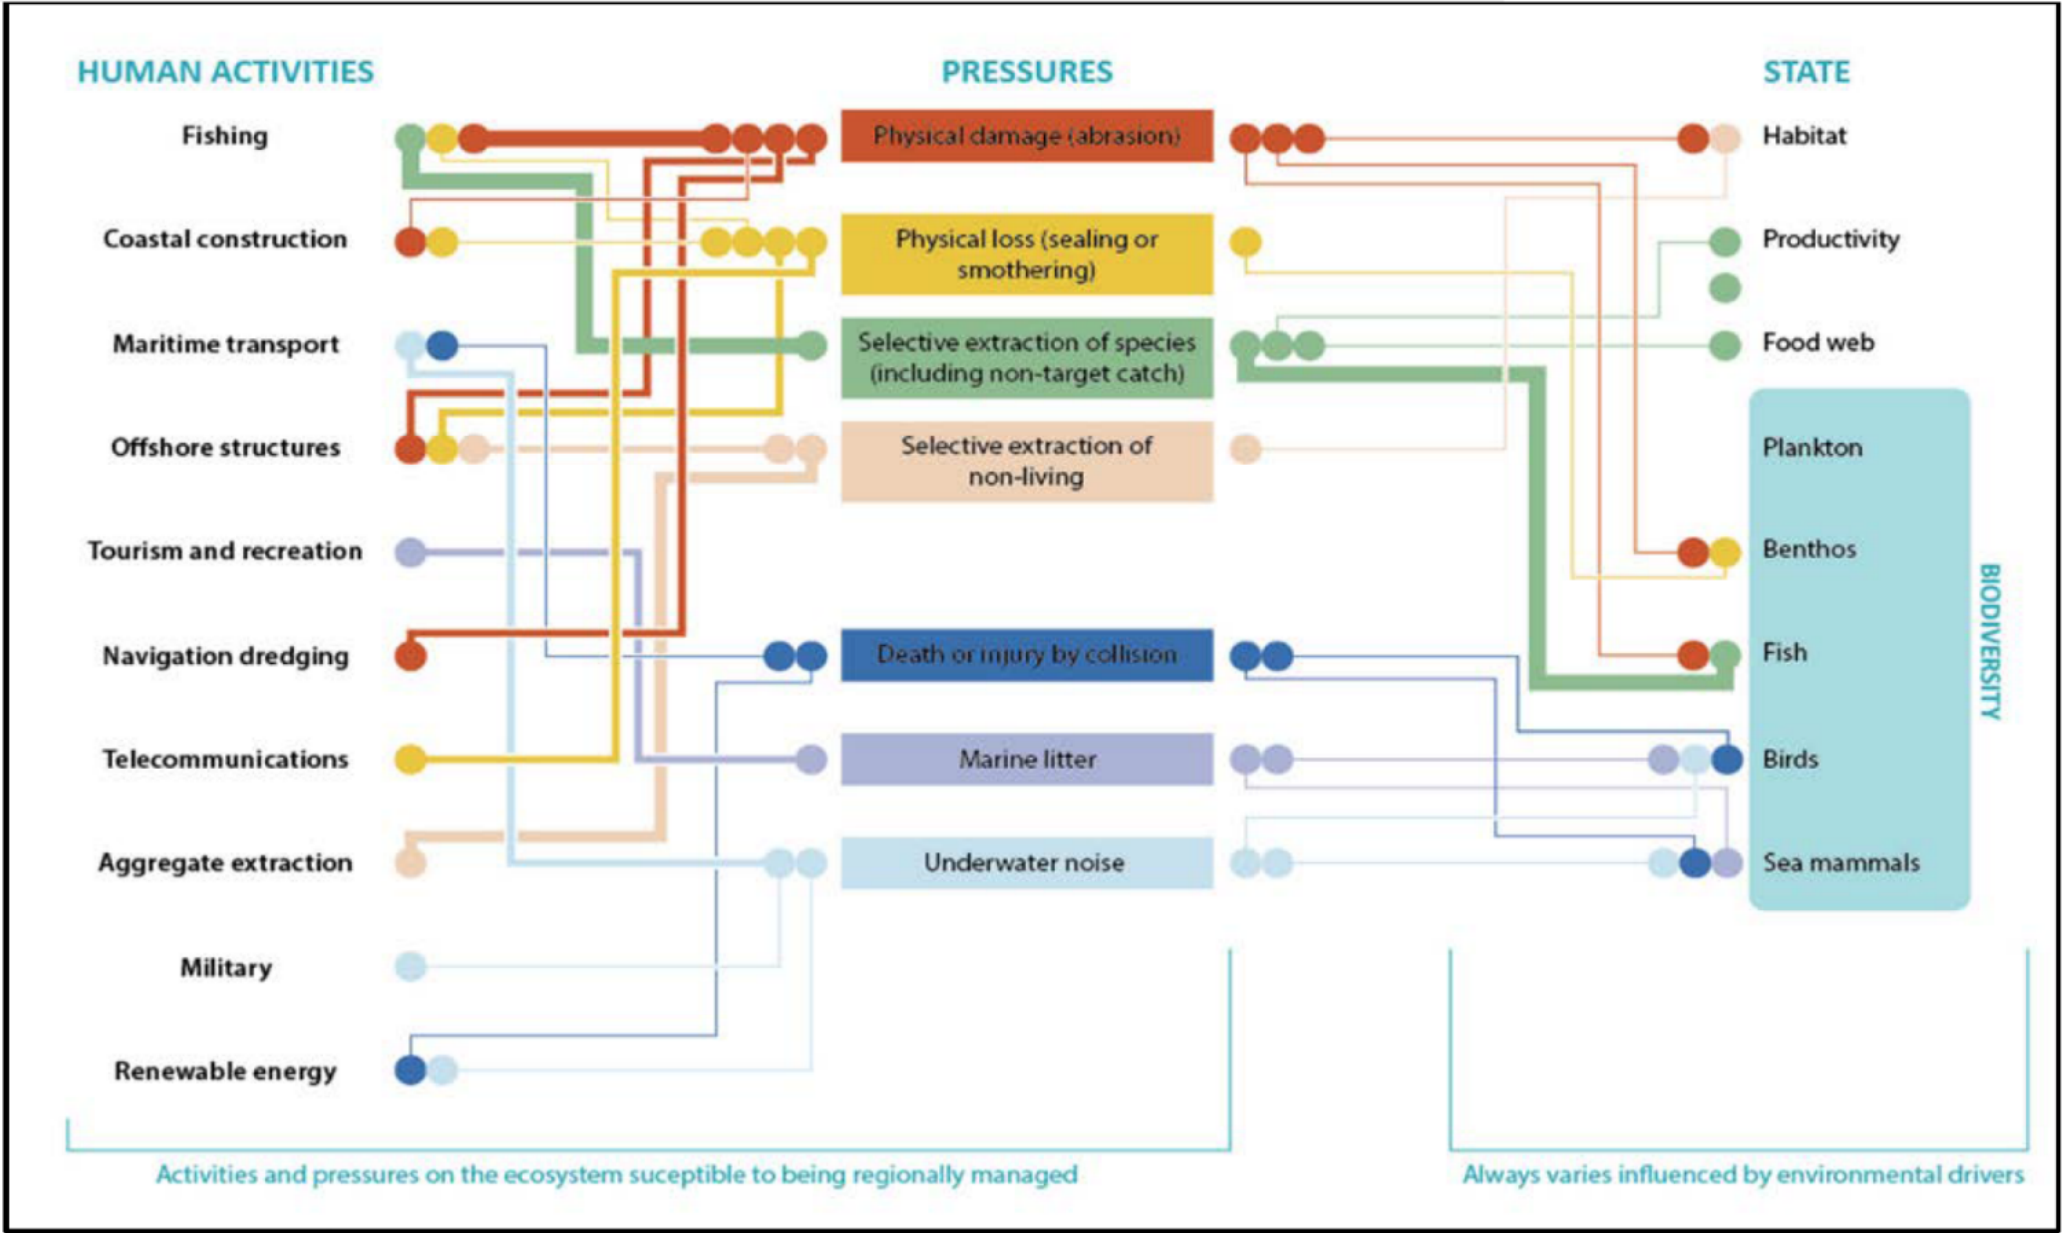 HUMAN ACTIVITIES
PRESSURES
STATE
Fishing
Coastal construction
Maritime transport
Offshore structures
Tourism and recreation
Navigation dredging
Telecommunications
Aggregate extraction
Military
Renewable energy
Physical damage (abrasion)
Physical loss (sealing or
smothering)
Selective extraction of species
(including non-target catch)
Selective extraction of
non-living
Death or injury by collision
Marine litter
Underwater noise
Habitat
Productivity
Food web
Plankton
Benthos
Fish
Birds
Sea mammals
BIODIVERSITY
Activities and pressures on the ecosystem suceptible to being regionally managed
Always varies influenced by environmental drivers